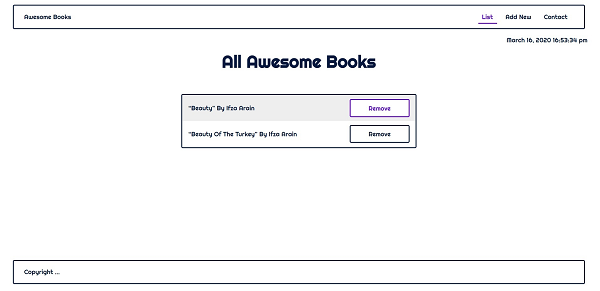 Awesome Books
List Add New Contact
March 16, 2020 16:53:34 pm
All Awesome Books
"Beauty" By Ifza Arain Remove
"Beauty Of The Turkey" By Ifza Arain Remove
Copyright ...